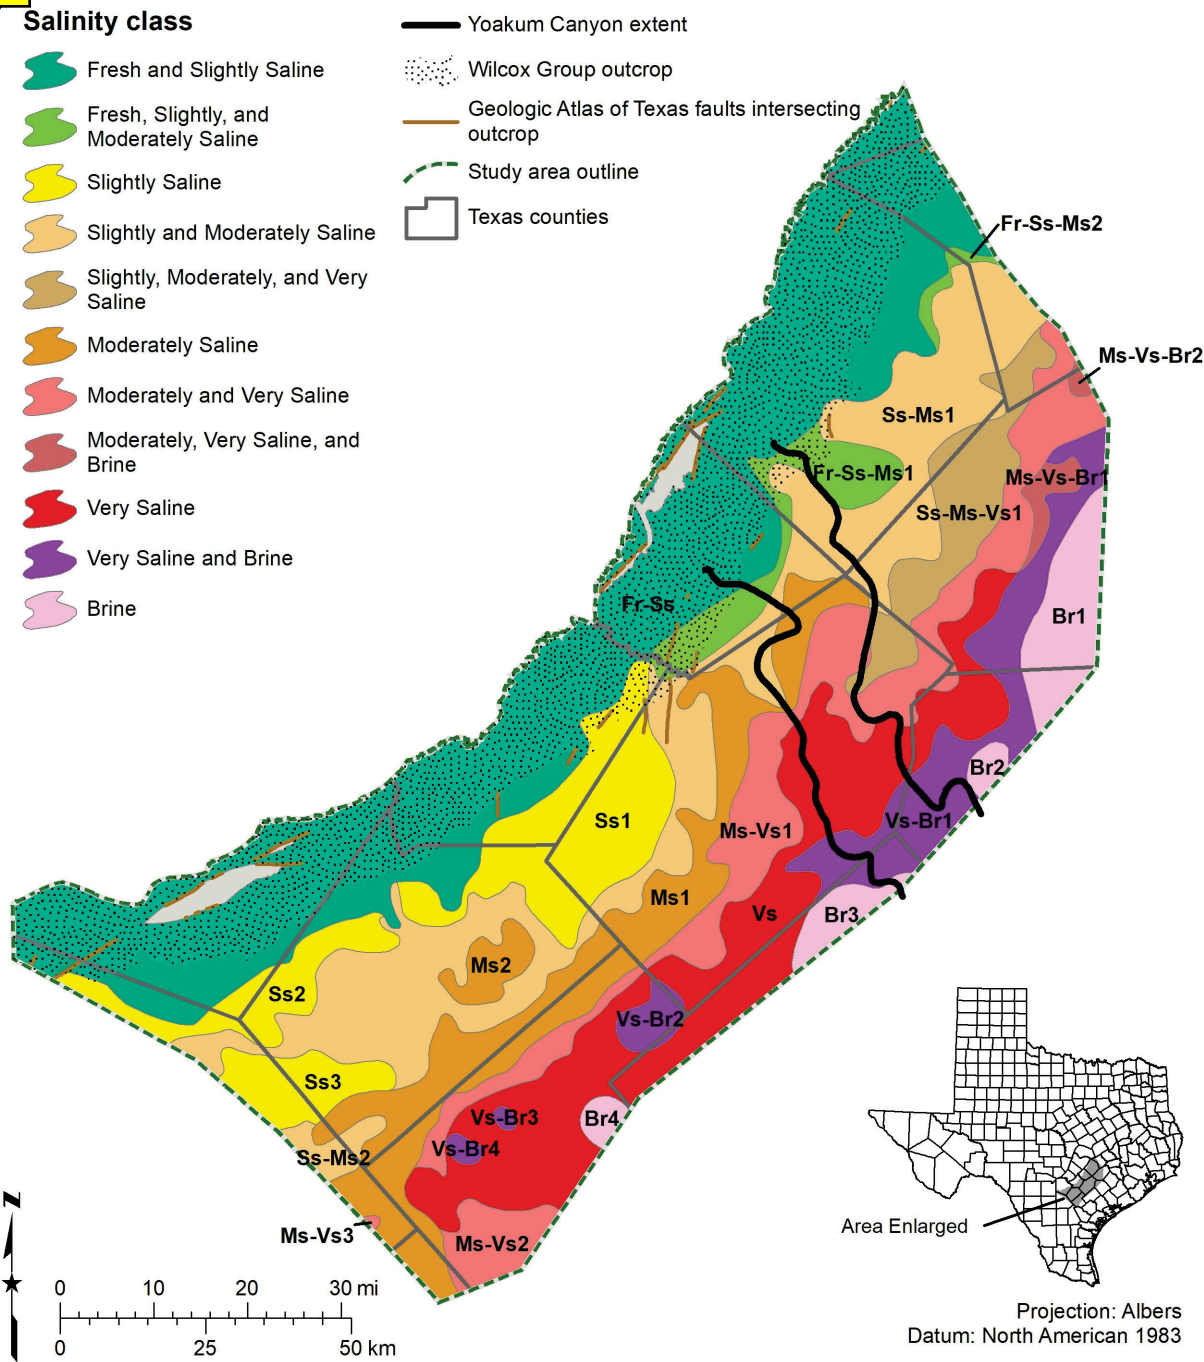 Salinity class
Fresh and Slightly Saline
Fresh, Slightly, and
Moderately Saline
Slightly Saline
Slightly and Moderately Saline
Slightly, Moderately, and Very
Saline
Moderately Saline
Moderately and Very Saline
Moderately, Very Saline, and
Brine
Very Saline
Very Saline and Brine
Brine
Yoakum Canyon extent
Wilcox Group outcrop
Geologic Atlas of Texas faults intersecting
outcrop
Study area outline
Texas counties
Fr-Ss-Ms2
Ms-Vs-Br2
Ss-Ms1
Fr-Ss-Ms1
Ms-Vs-Br1
Ss-Ms-Vs1
Fr-Ss
Br1
Br2
Ss1
Ms-Vs1
Vs-Br1
Ms1
Vs
Br3
Ms2
Ss2
Vs-Br2
Ss3
Vs-Br3
Br4
Vs-Br4
Ss-Ms2
Ms-Vs3
Ms-Vs2
N
0 10 20 30 mi
0 25 50 km
Area Enlarged
Projection: Albers
Datum: North American 1983